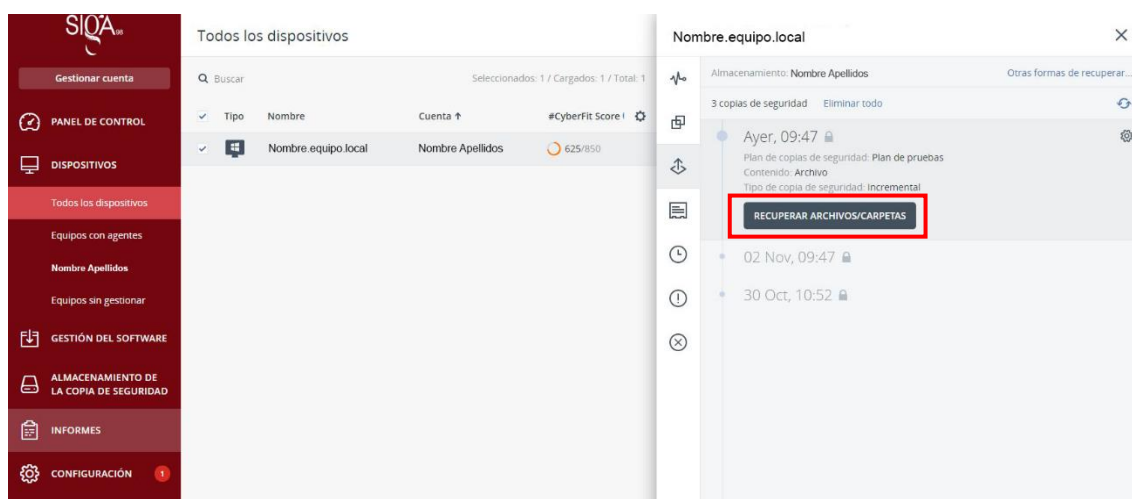 SIQA 98
Gestionar cuenta
PANEL DE CONTROL
DISPOSITIVOS
Todos los dispositivos
Equipos con agentes
Nombre Apellidos
Equipos sin gestionar
GESTIÓN DEL SOFTWARE
ALMACENAMIENTO DE
LA COPIA DE SEGURIDAD
INFORMES
CONFIGURACIÓN 1
Todos los dispositivos
Buscar Seleccionados: 1 / Cargados: 1 / Total: 1
Tipo Nombre Cuenta ↑ #CyberFit Score
Nombre.equipo.local Nombre Apellidos 625/850
Nombre.equipo.local
Almacenamiento: Nombre Apellidos Otras formas de recuperar...
3 copias de seguridad Eliminar todo
Ayer, 09:47
Plan de copias de seguridad: Plan de pruebas
Contenido: Archivo
Tipo de copia de seguridad: Incremental
RECUPERAR ARCHIVOS/CARPETAS
02 Nov, 09:47
30 Oct, 10:52